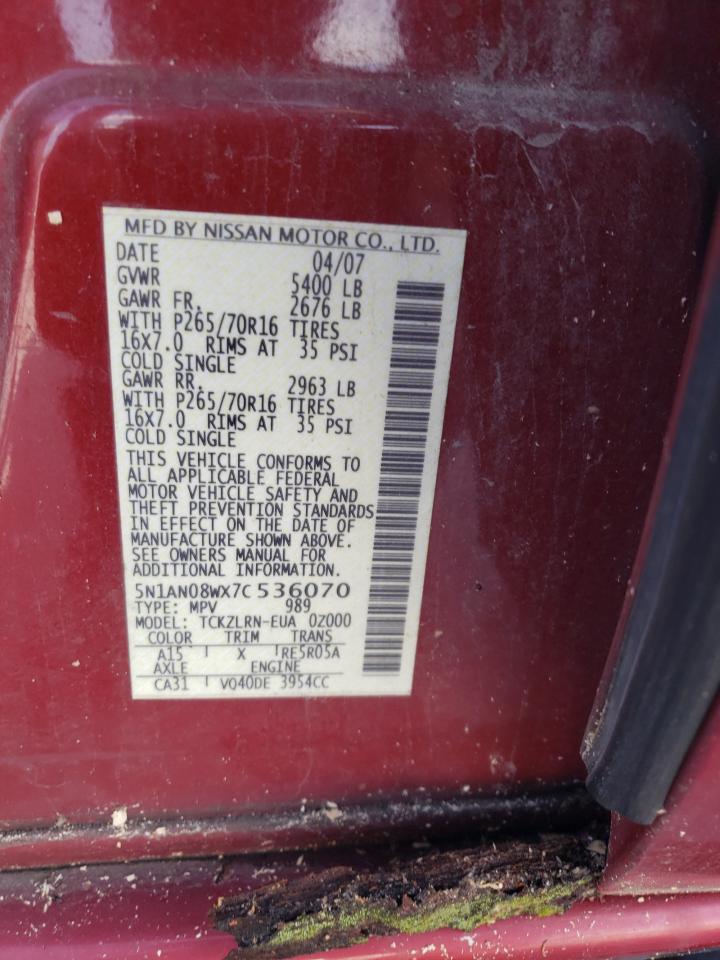 MFD BY NISSAN MOTOR CO., LTD.
DATE 04/07
GVWR 5400 LB
GAWR FR. 2676 LB
WITH P265/70R16 TIRES
16X7.0 RIMS AT 35 PSI
COLD SINGLE
GAWR RR. 2963 LB
WITH P265/70R16 TIRES
16X7.0 RIMS AT 35 PSI
COLD SINGLE
THIS VEHICLE CONFORMS TO
ALL APPLICABLE FEDERAL
MOTOR VEHICLE SAFETY AND
THEFT PREVENTION STANDARDS
IN EFFECT ON THE DATE OF
MANUFACTURE SHOWN ABOVE.
SEE OWNERS MANUAL FOR
ADDITIONAL INFORMATION.
5N1AN08WX7C536070
TYPE: MPV 989
MODEL: TCKZLRN-EUA 0Z000
COLOR TRIM TRANS
A15 X RE5R05A
AXLE ENGINE
CA31 VQ40DE 3954CC